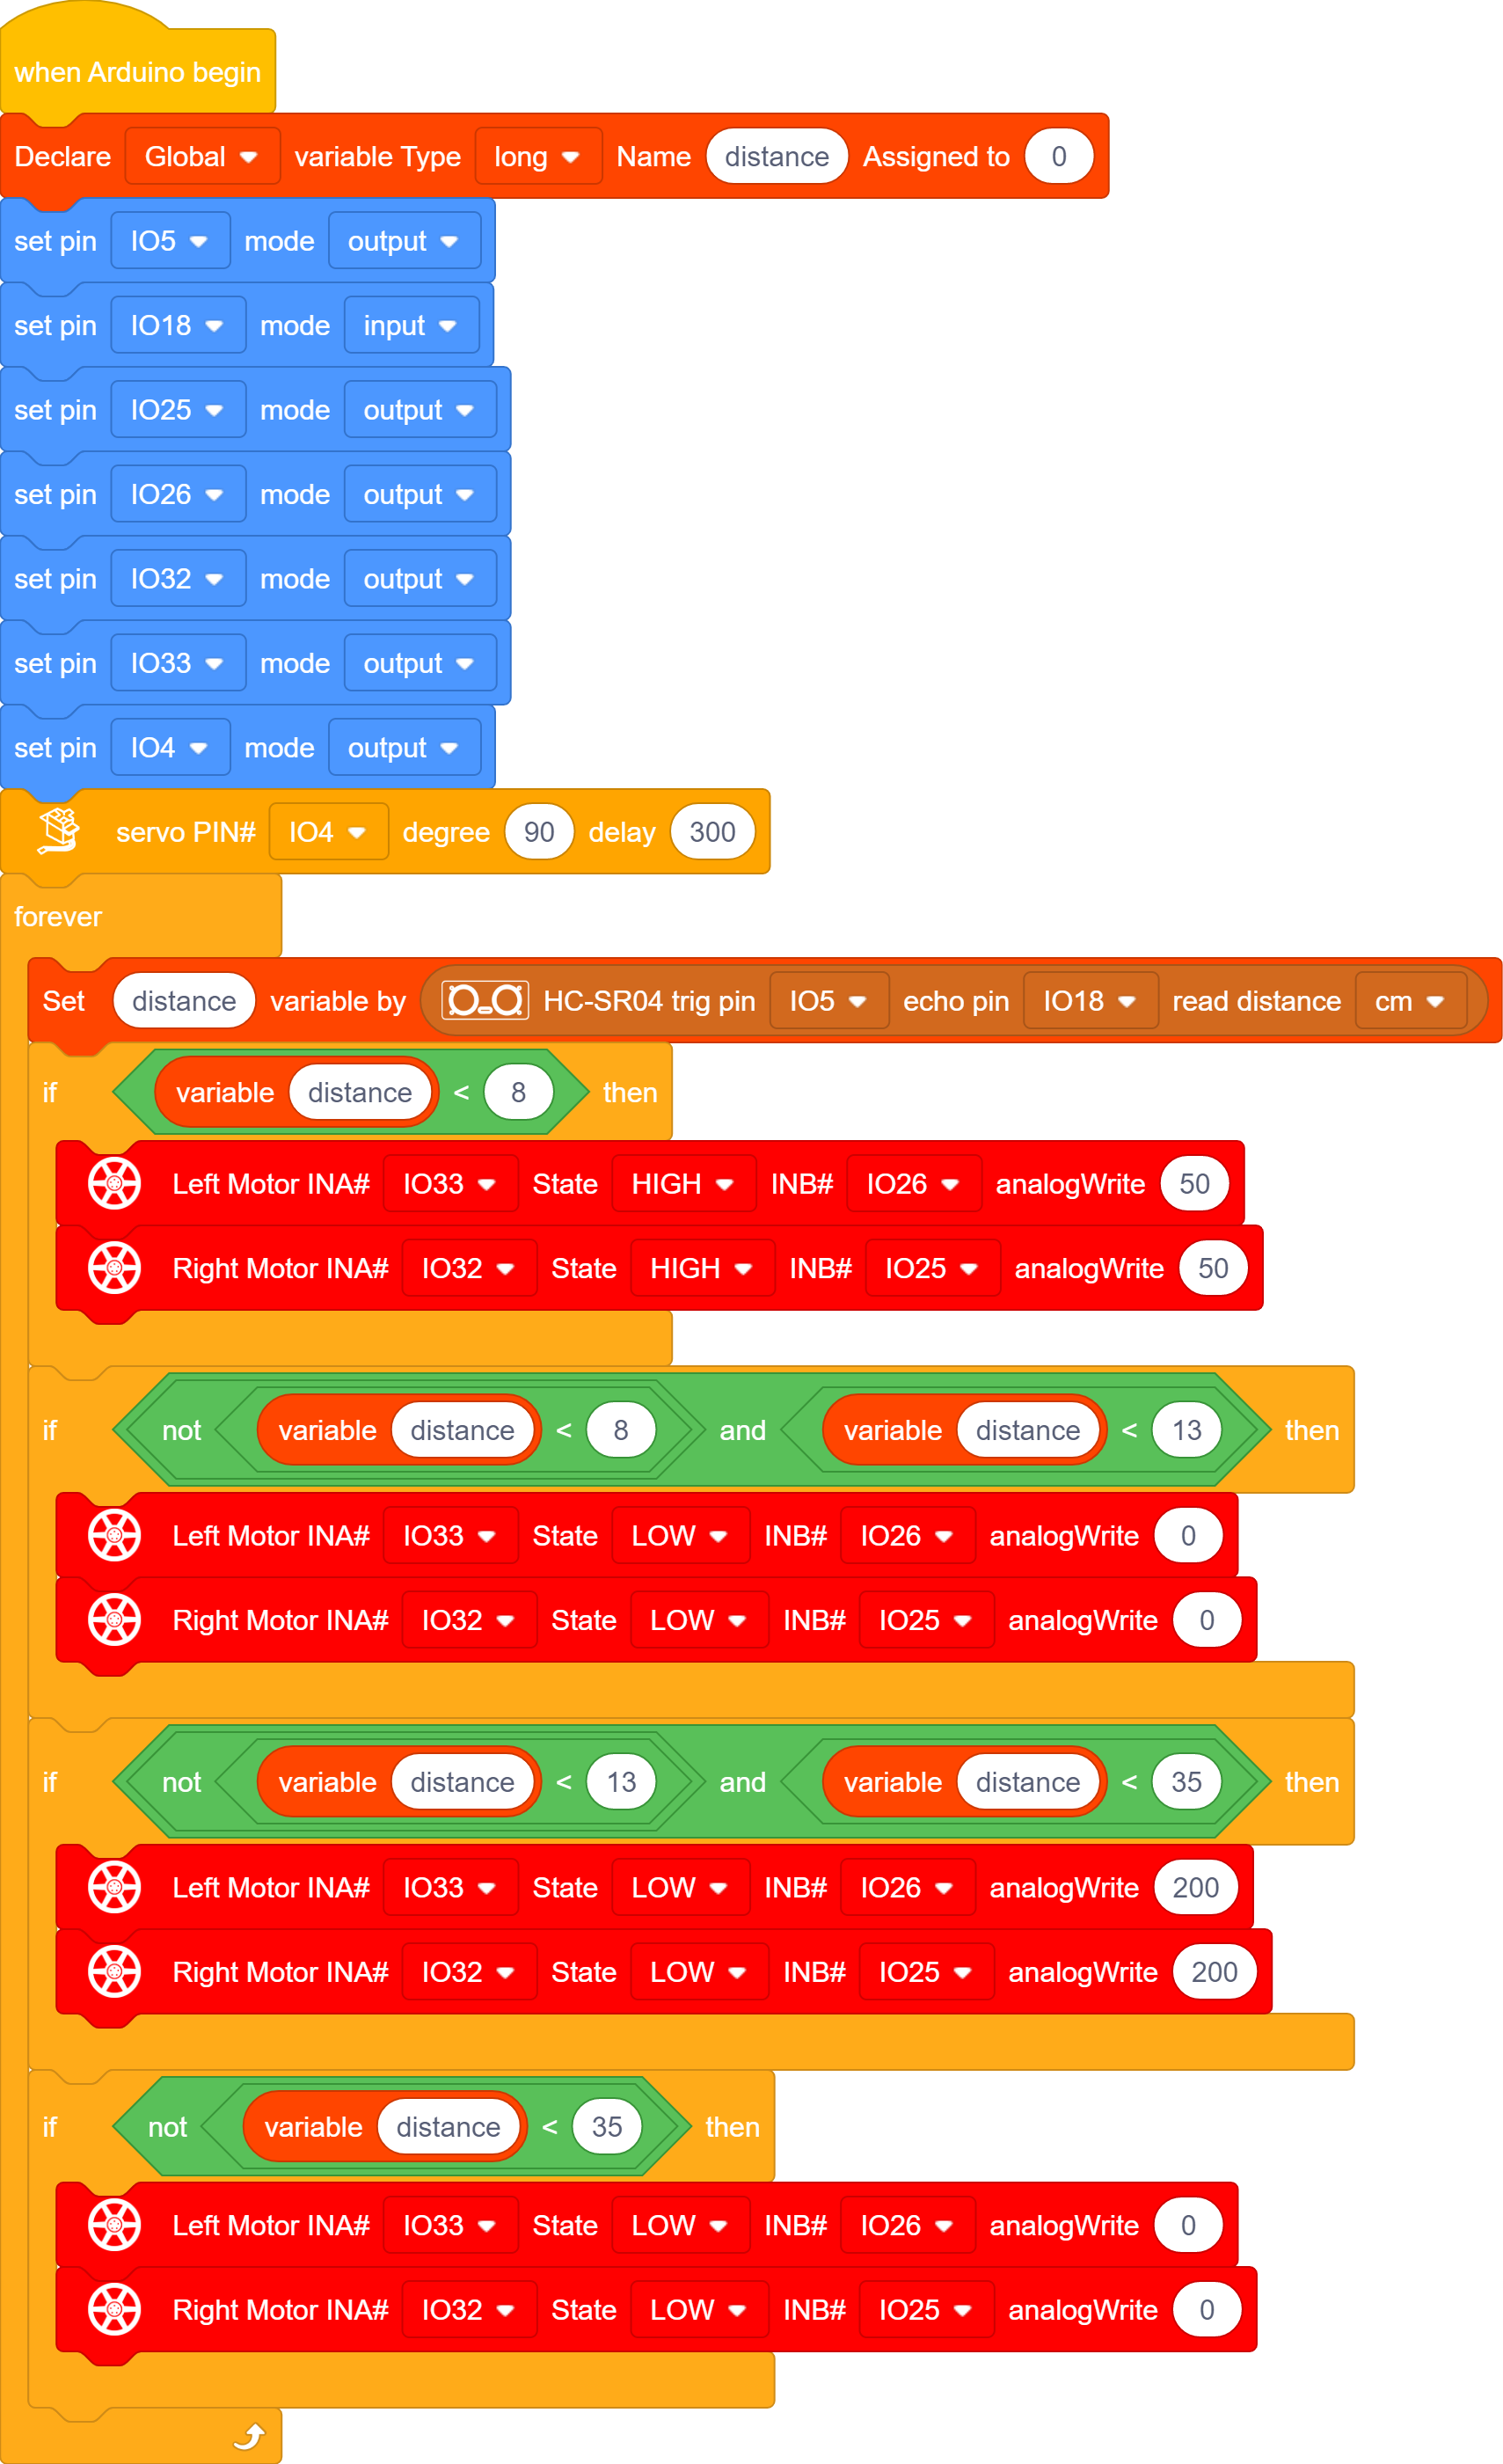 when Arduino begin
Declare Global variable Type long Name distance Assigned to 0
set pin IO5 mode output
set pin IO18 mode input
set pin IO25 mode output
set pin IO26 mode output
set pin IO32 mode output
set pin IO33 mode output
set pin IO4 mode output
servo PIN# IO4 degree 90 delay 300
forever
Set distance variable by HC-SR04 trig pin IO5 echo pin IO18 read distance cm
if variable distance < 8 then
Left Motor INA# IO33 State HIGH INB# IO26 analogWrite 50
Right Motor INA# IO32 State HIGH INB# IO25 analogWrite 50
if not variable distance < 8 and variable distance < 13 then
Left Motor INA# IO33 State LOW INB# IO26 analogWrite 0
Right Motor INA# IO32 State LOW INB# IO25 analogWrite 0
if not variable distance < 13 and variable distance < 35 then
Left Motor INA# IO33 State LOW INB# IO26 analogWrite 200
Right Motor INA# IO32 State LOW INB# IO25 analogWrite 200
if not variable distance < 35 then
Left Motor INA# IO33 State LOW INB# IO26 analogWrite 0
Right Motor INA# IO32 State LOW INB# IO25 analogWrite 0